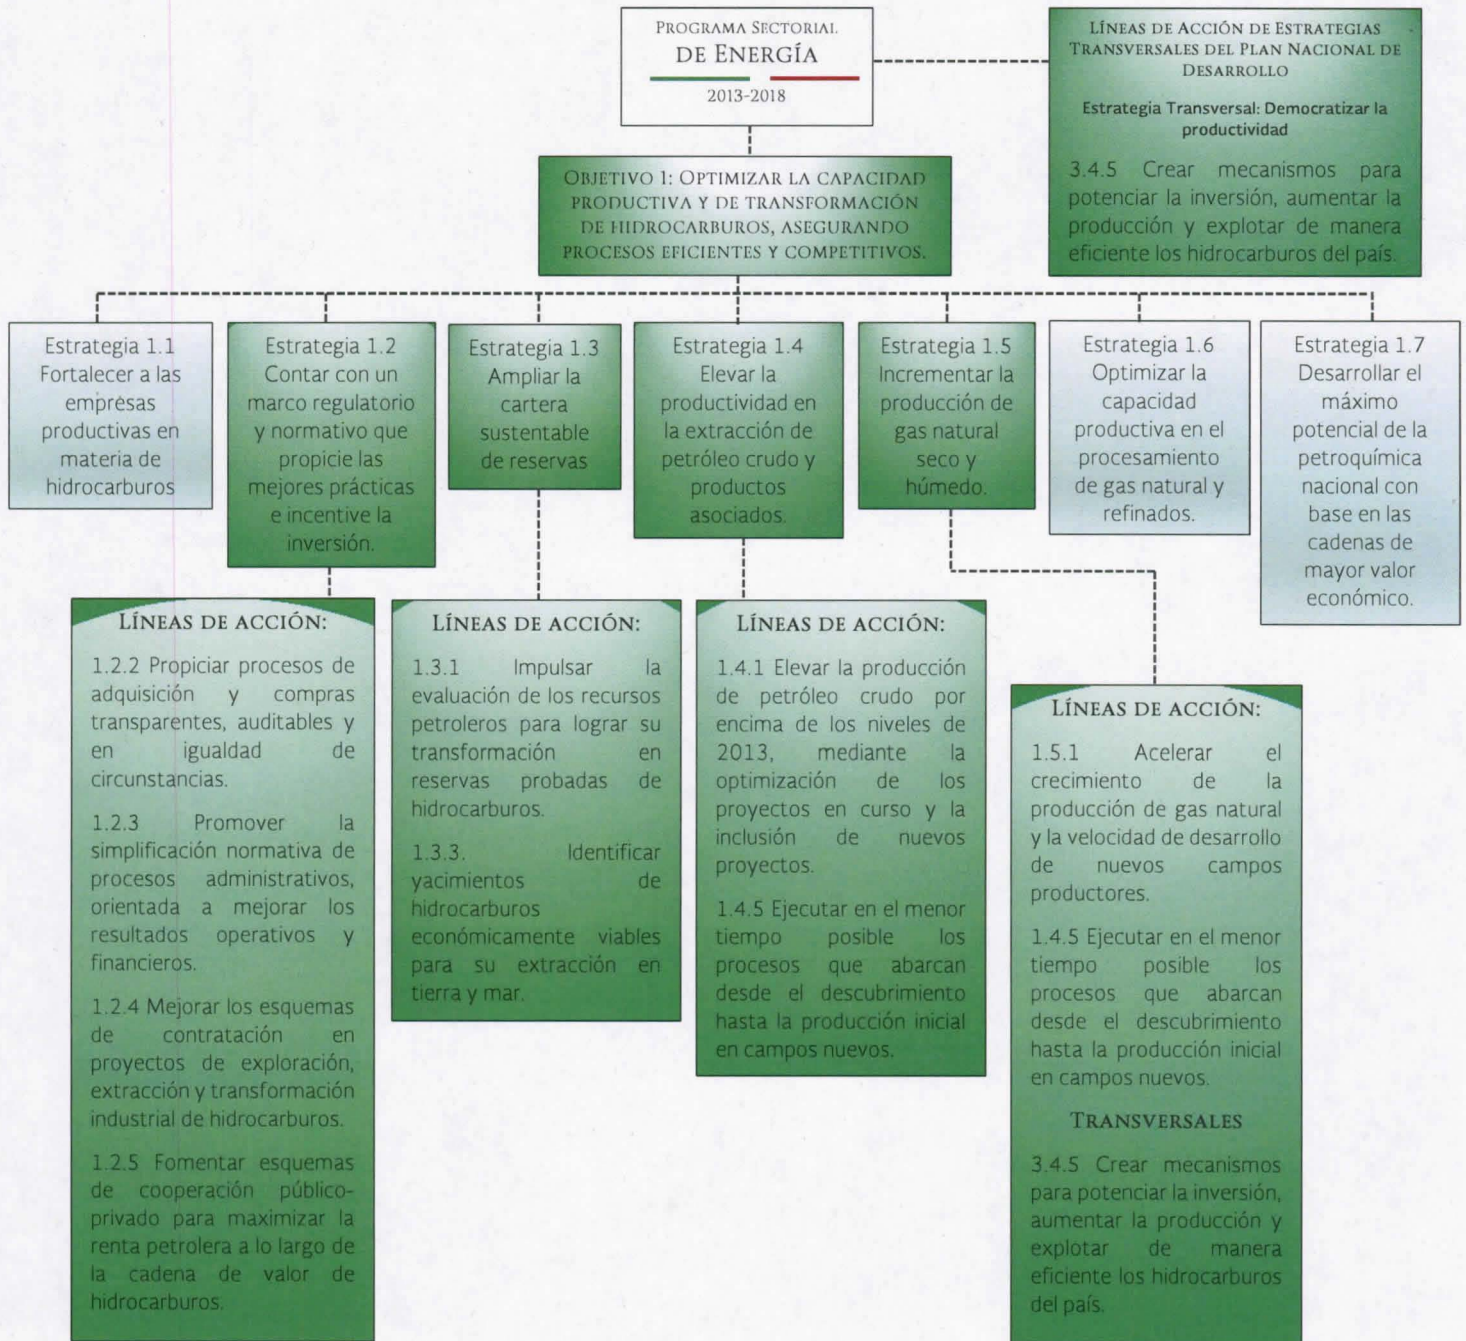 PROGRAMA SECTORIAL
DE ENERGÍA
2013-2018
LÍNEAS DE ACCIÓN DE ESTRATEGIAS
TRANSVERSALES DEL PLAN NACIONAL DE
DESARROLLO
Estrategia Transversal: Democratizar la
productividad
3.4.5 Crear mecanismos para
potenciar la inversión, aumentar la
producción y explotar de manera
eficiente los hidrocarburos del país.
OBJETIVO 1: OPTIMIZAR LA CAPACIDAD
PRODUCTIVA Y DE TRANSFORMACIÓN
DE HIDROCARBUROS, ASEGURANDO
PROCESOS EFICIENTES Y COMPETITIVOS.
Estrategia 1.1
Fortalecer a las
empresas
productivas en
materia de
hidrocarburos
Estrategia 1.2
Contar con un
marco regulatorio
y normativo que
propicie las
mejores prácticas
e incentive la
inversión.
Estrategia 1.3
Ampliar la
cartera
sustentable
de reservas
Estrategia 1.4
Elevar la
productividad en
la extracción de
petróleo crudo y
productos
asociados.
Estrategia 1.5
Incrementar la
producción de
gas natural
seco y
húmedo.
Estrategia 1.6
Optimizar la
capacidad
productiva en el
procesamiento
de gas natural y
refinados.
Estrategia 1.7
Desarrollar el
máximo
potencial de la
petroquímica
nacional con
base en las
cadenas de
mayor valor
económico.
LÍNEAS DE ACCIÓN:
1.2.2 Propiciar procesos de
adquisición y compras
transparentes, auditables y
en igualdad de
circunstancias.
1.2.3 Promover la
simplificación normativa de
procesos administrativos,
orientada a mejorar los
resultados operativos y
financieros.
1.2.4 Mejorar los esquemas
de contratación en
proyectos de exploración,
extracción y transformación
industrial de hidrocarburos.
1.2.5 Fomentar esquemas
de cooperación público-
privado para maximizar la
renta petrolera a lo largo de
la cadena de valor de
hidrocarburos.
LÍNEAS DE ACCIÓN:
1.3.1 Impulsar la
evaluación de los recursos
petroleros para lograr su
transformación en
reservas probadas de
hidrocarburos.
1.3.3. Identificar
yacimientos de
hidrocarburos
económicamente viables
para su extracción en
tierra y mar.
LÍNEAS DE ACCIÓN:
1.4.1 Elevar la producción
de petróleo crudo por
encima de los niveles de
2013, mediante la
optimización de los
proyectos en curso y la
inclusión de nuevos
proyectos.
1.4.5 Ejecutar en el menor
tiempo posible los
procesos que abarcan
desde el descubrimiento
hasta la producción inicial
en campos nuevos.
LÍNEAS DE ACCIÓN:
1.5.1 Acelerar el
crecimiento de la
producción de gas natural
y la velocidad de desarrollo
de nuevos campos
productores.
1.4.5 Ejecutar en el menor
tiempo posible los
procesos que abarcan
desde el descubrimiento
hasta la producción inicial
en campos nuevos.
TRANSVERSALES
3.4.5 Crear mecanismos
para potenciar la inversión,
aumentar la producción y
explotar de manera
eficiente los hidrocarburos
del país.